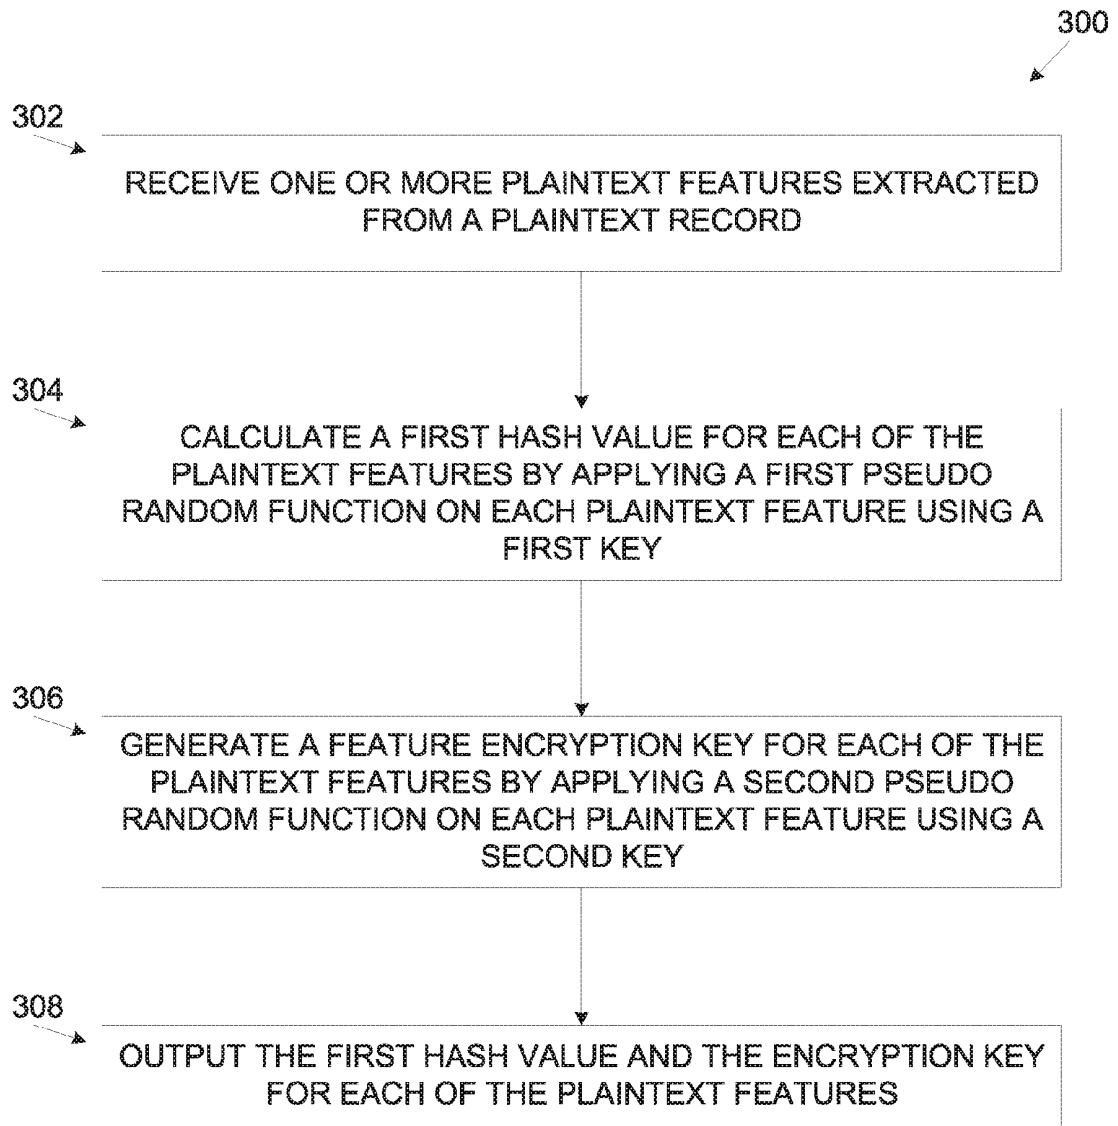 300
302
RECEIVE ONE OR MORE PLAINTEXT FEATURES EXTRACTED
FROM A PLAINTEXT RECORD
304
CALCULATE A FIRST HASH VALUE FOR EACH OF THE
PLAINTEXT FEATURES BY APPLYING A FIRST PSEUDO
RANDOM FUNCTION ON EACH PLAINTEXT FEATURE USING A
FIRST KEY
306
GENERATE A FEATURE ENCRYPTION KEY FOR EACH OF THE
PLAINTEXT FEATURES BY APPLYING A SECOND PSEUDO
RANDOM FUNCTION ON EACH PLAINTEXT FEATURE USING A
SECOND KEY
308
OUTPUT THE FIRST HASH VALUE AND THE ENCRYPTION KEY
FOR EACH OF THE PLAINTEXT FEATURES